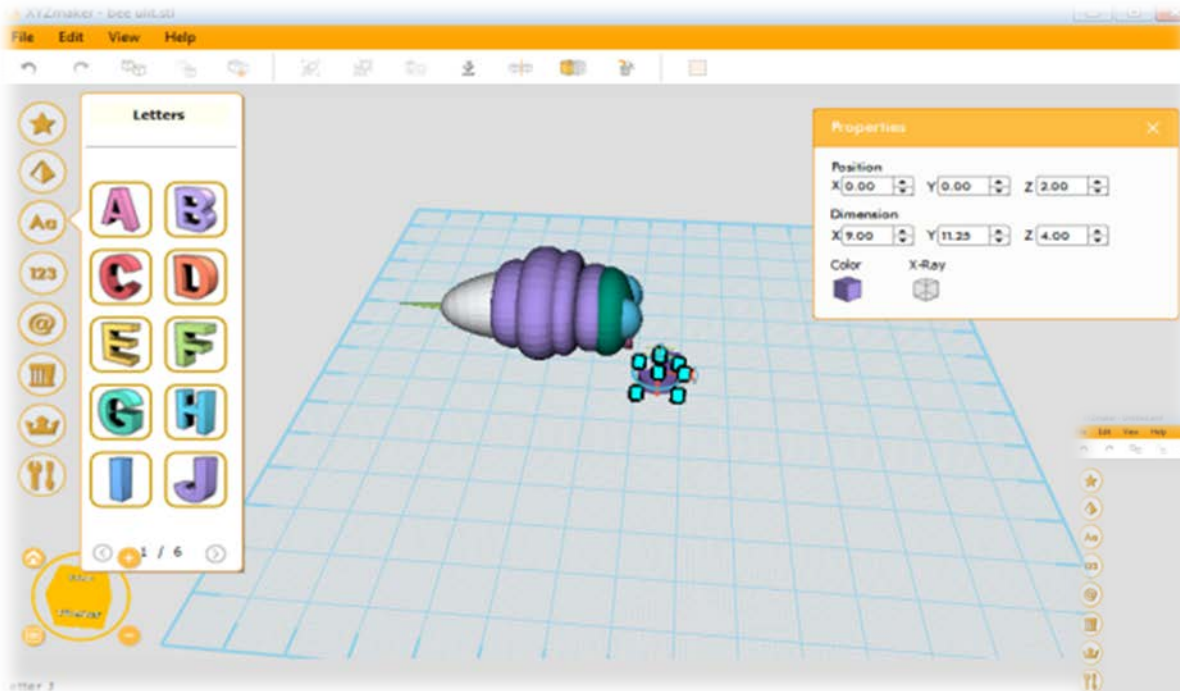 XYZmaker - bee uilt.stl
File Edit View Help
Letters
A B
C D
E F
G H
I J
1 / 6
Aa
123
@
Properties
Position
X 0.00 Y 0.00 Z 2.00
Dimension
X 9.00 Y 11.25 Z 4.00
Color X-Ray
Edit View Help
Aa
123
@